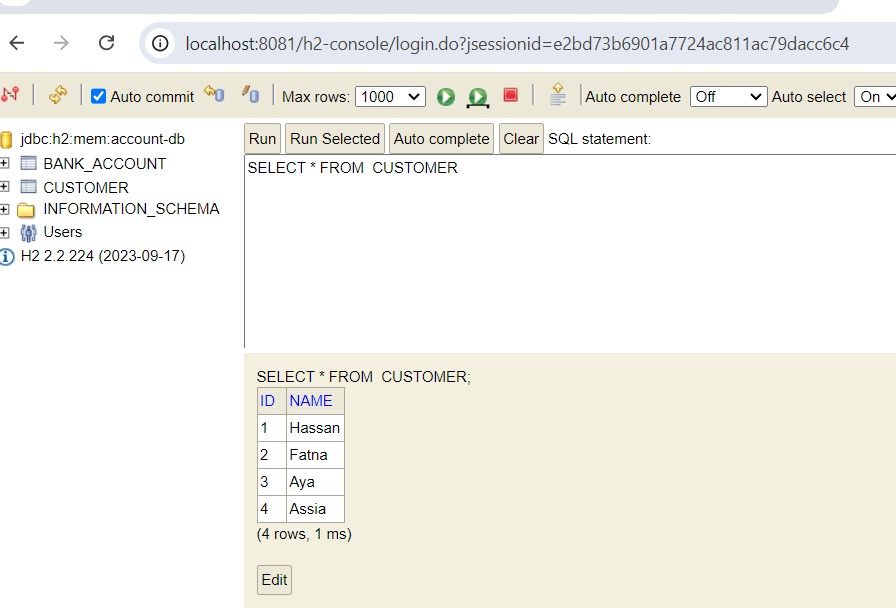 localhost:8081/h2-console/login.do?jsessionid=e2bd73b6901a7724ac811ac79dacc6c4
Auto commit Max rows: 1000 Auto complete Off Auto select On
jdbc:h2:mem:account-db
BANK_ACCOUNT
CUSTOMER
INFORMATION_SCHEMA
Users
H2 2.2.224 (2023-09-17)
Run Run Selected Auto complete Clear SQL statement:
SELECT * FROM  CUSTOMER
SELECT * FROM  CUSTOMER;
ID NAME
1 Hassan
2 Fatna
3 Aya
4 Assia
(4 rows, 1 ms)
Edit